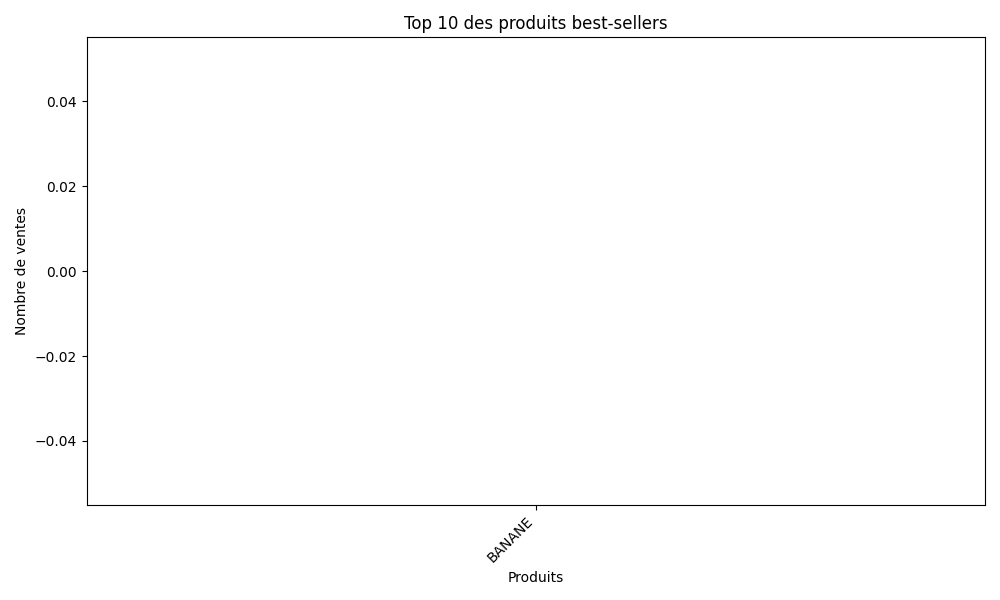 Top 10 des produits best-sellers
0.04
0.02
0.00
−0.02
−0.04
Nombre de ventes
BANANE
Produits